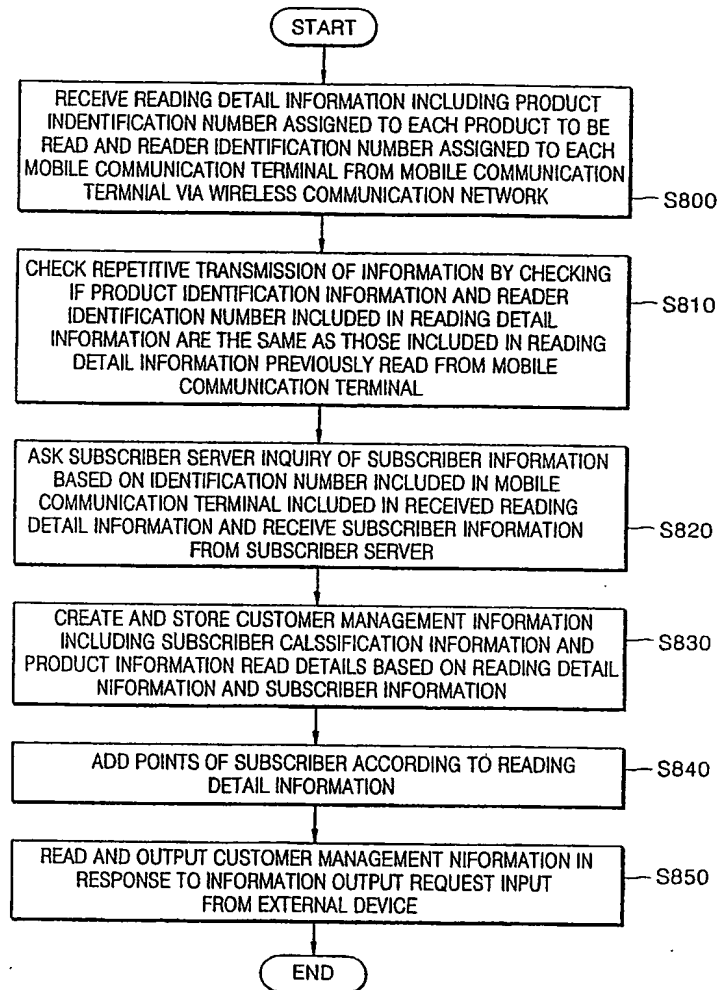 START
RECEIVE READING DETAIL INFORMATION INCLUDING PRODUCT
INDENTIFICATION NUMBER ASSIGNED TO EACH PRODUCT TO BE
READ AND READER IDENTIFICATION NUMBER ASSIGNED TO EACH
MOBILE COMMUNICATION TERMINAL FROM MOBILE COMMUNICATION
TERMNIAL VIA WIRELESS COMMUNICATION NETWORK
S800
CHECK REPETITIVE TRANSMISSION OF INFORMATION BY CHECKING
IF PRODUCT IDENTIFICATION INFORMATION AND READER
IDENTIFICATION NUMBER INCLUDED IN READING DETAIL
INFORMATION ARE THE SAME AS THOSE INCLUDED IN READING
DETAIL INFORMATION PREVIOUSLY READ FROM MOBILE
COMMUNICATION TERMINAL
S810
ASK SUBSCRIBER SERVER INQUIRY OF SUBSCRIBER INFORMATION
BASED ON IDENTIFICATION NUMBER INCLUDED IN MOBILE
COMMUNICATION TERMINAL INCLUDED IN RECEIVED READING
DETAIL INFORMATION AND RECEIVE SUBSCRIBER INFORMATION
FROM SUBSCRIBER SERVER
S820
CREATE AND STORE CUSTOMER MANAGEMENT INFORMATION
INCLUDING SUBSCRIBER CALSSIFICATION INFORMATION AND
PRODUCT INFORMATION READ DETAILS BASED ON READING DETAIL
NIFORMATION AND SUBSCRIBER INFORMATION
S830
ADD POINTS OF SUBSCRIBER ACCORDING TO READING
DETAIL INFORMATION
S840
READ AND OUTPUT CUSTOMER MANAGEMENT NIFORMATION IN
RESPONSE TO INFORMATION OUTPUT REQUEST INPUT
FROM EXTERNAL DEVICE
S850
END